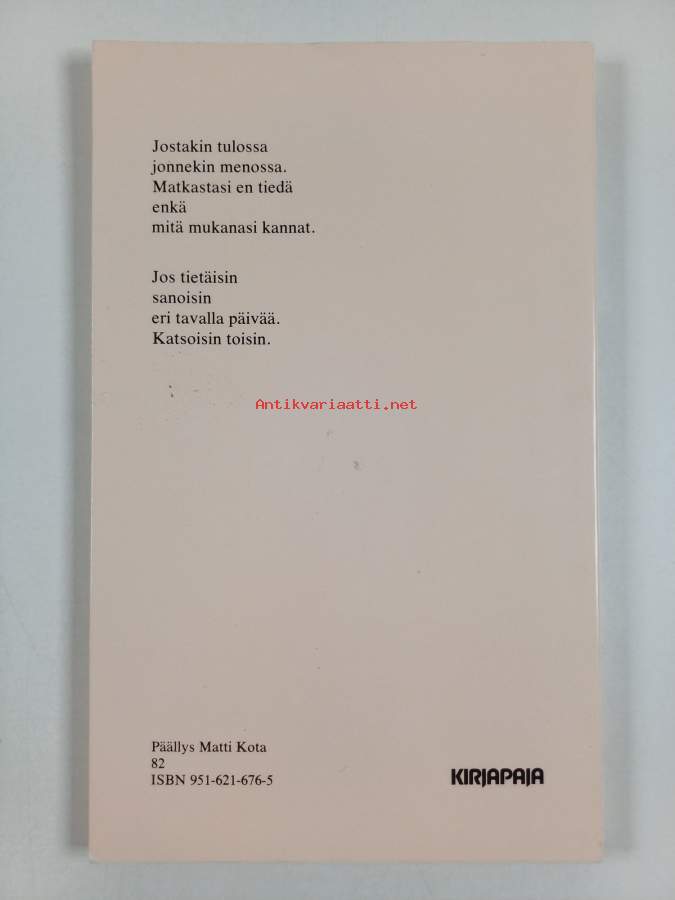 Jostakin tulossa
jonnekin menossa.
Matkastasi en tiedä
enkä
mitä mukanasi kannat.
Jos tietäisin
sanoisin
eri tavalla päivää.
Katsoisin toisin.
Antikvariaatti.net
Päällys Matti Kota
82
ISBN 951-621-676-5
KIRJAPAJA